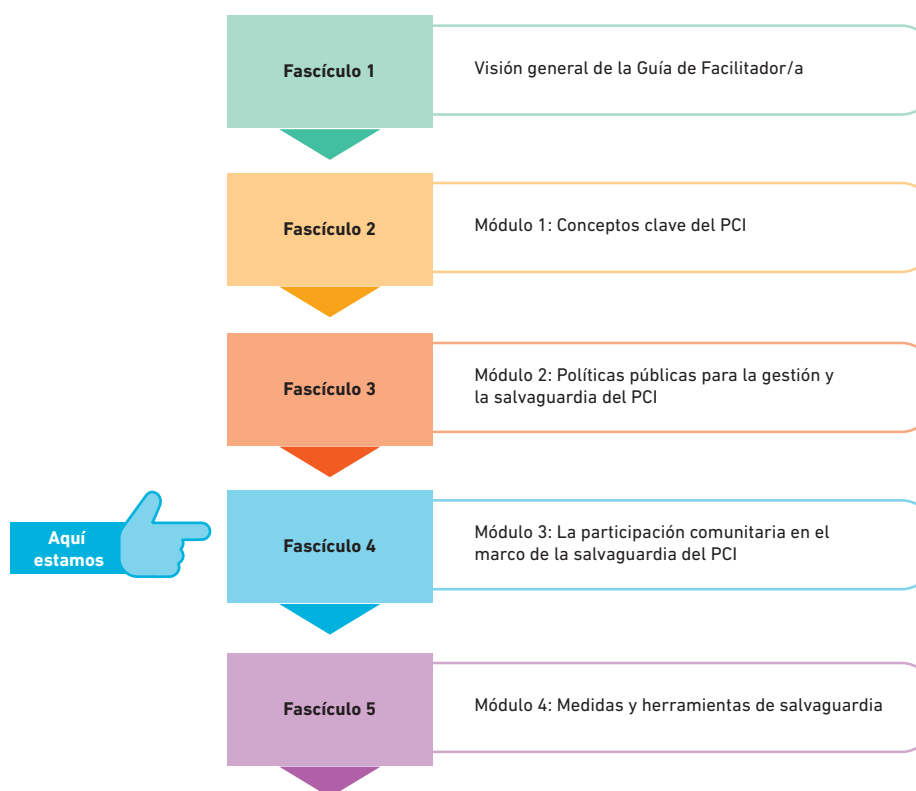 Fascículo 1
Visión general de la Guía de Facilitador/a
Fascículo 2
Módulo 1: Conceptos clave del PCI
Fascículo 3
Módulo 2: Políticas públicas para la gestión y
la salvaguardia del PCI
Aquí
estamos
Fascículo 4
Módulo 3: La participación comunitaria en el
marco de la salvaguardia del PCI
Fascículo 5
Módulo 4: Medidas y herramientas de salvaguardia